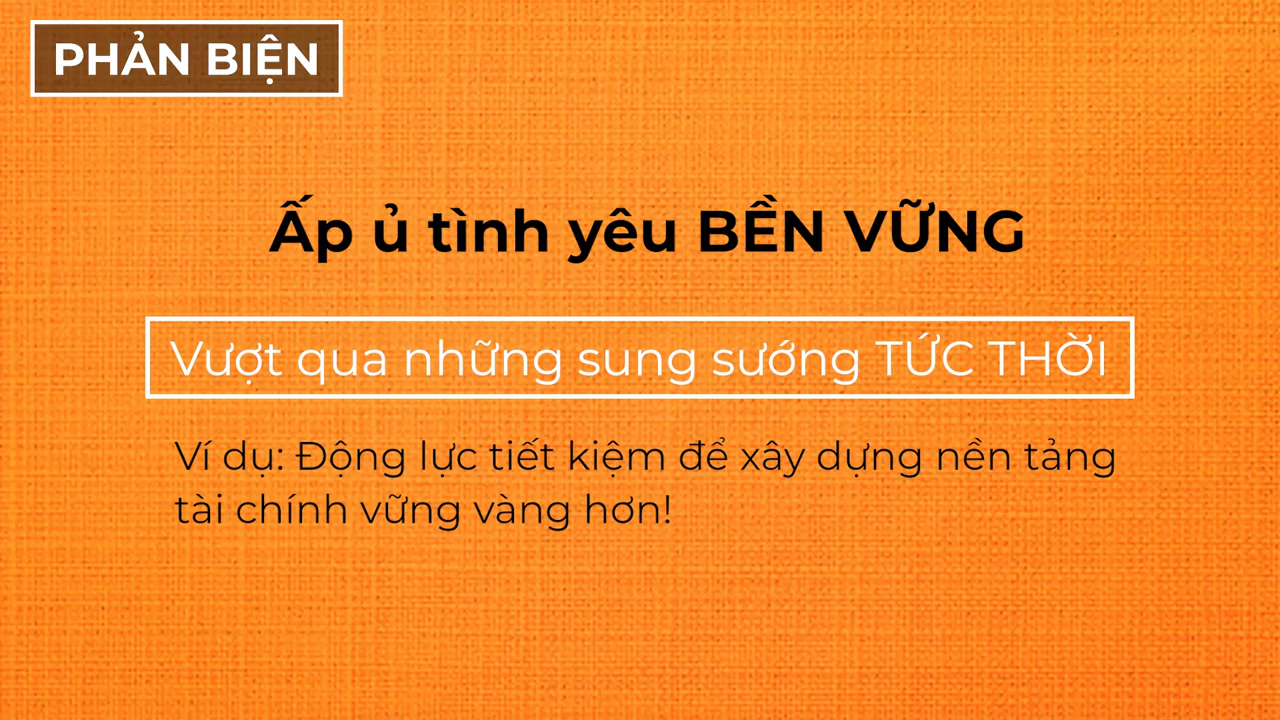 PHẢN BIỆN
Ấp ủ tình yêu BỀN VỮNG
Vượt qua những sung sướng TỨC THỜI
Ví dụ: Động lực tiết kiệm để xây dựng nền tảng
tài chính vững vàng hơn!